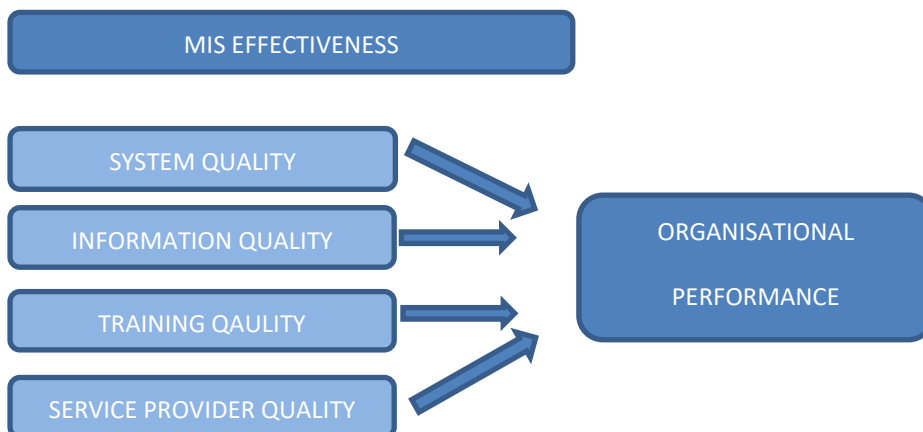 MIS EFFECTIVENESS
SYSTEM QUALITY
INFORMATION QUALITY
TRAINING QAULITY
SERVICE PROVIDER QUALITY
ORGANISATIONAL
PERFORMANCE